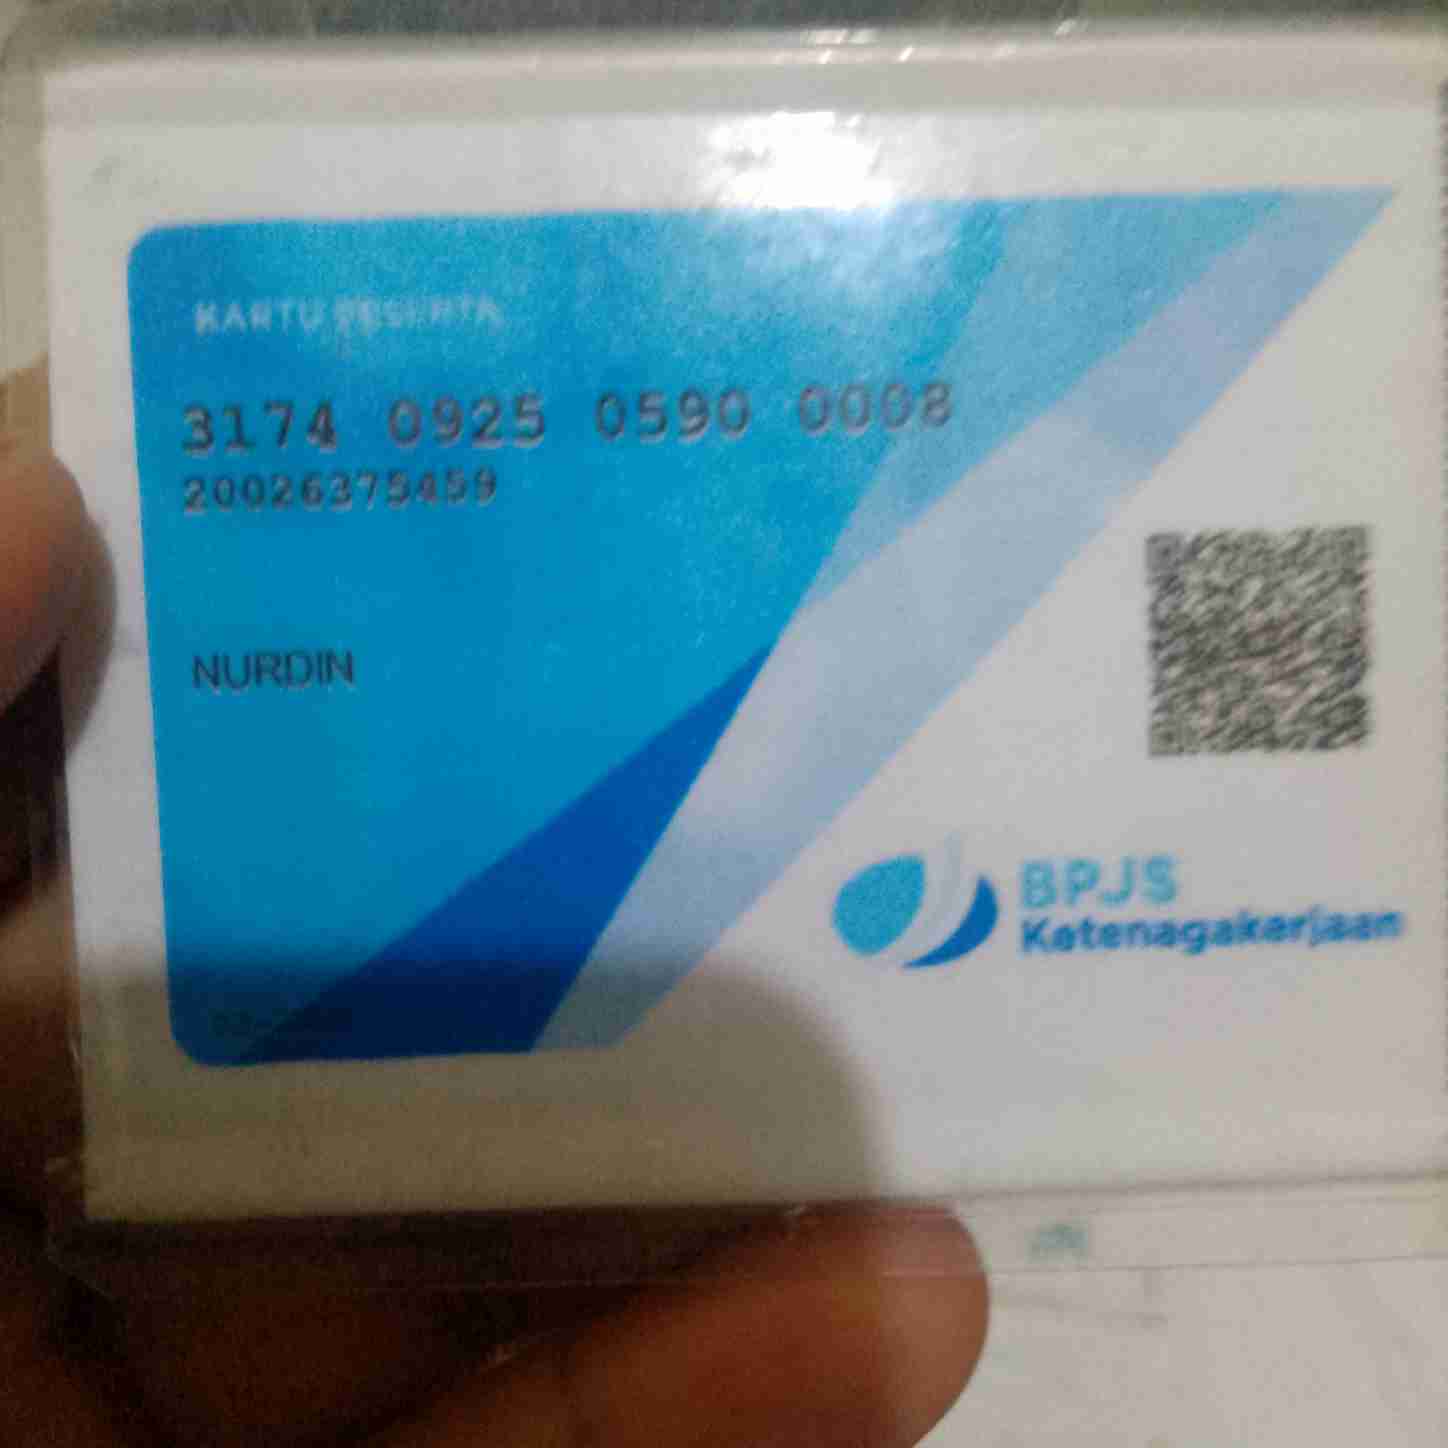 KARTU PESERTA
3174 0925 0590 0008
20026375459
NURDIN
BPJS
Ketenagakerjaan